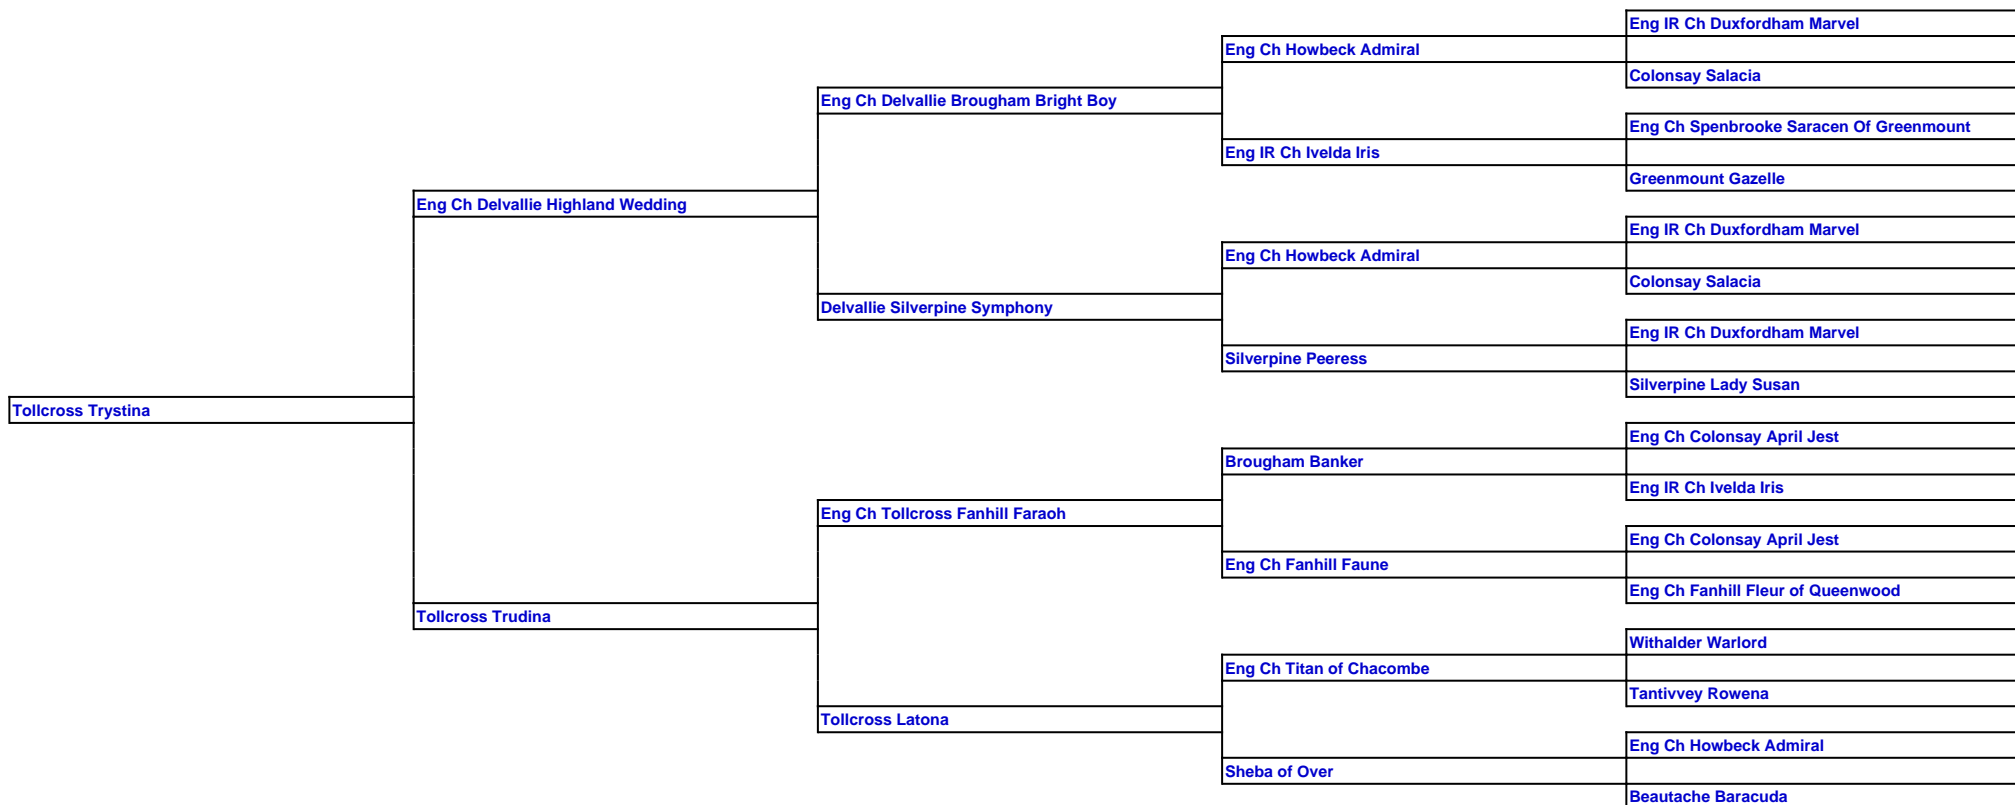 Eng IR Ch Duxfordham Marvel
Eng Ch Howbeck Admiral
Colonsay Salacia
Eng Ch Delvallie Brougham Bright Boy
Eng Ch Spenbrooke Saracen Of Greenmount
Eng IR Ch Ivelda Iris
Greenmount Gazelle
Eng Ch Delvallie Highland Wedding
Eng IR Ch Duxfordham Marvel
Eng Ch Howbeck Admiral
Colonsay Salacia
Delvallie Silverpine Symphony
Eng IR Ch Duxfordham Marvel
Silverpine Peeress
Silverpine Lady Susan
Tollcross Trystina
Eng Ch Colonsay April Jest
Brougham Banker
Eng IR Ch Ivelda Iris
Eng Ch Tollcross Fanhill Faraoh
Eng Ch Colonsay April Jest
Eng Ch Fanhill Faune
Eng Ch Fanhill Fleur of Queenwood
Tollcross Trudina
Withalder Warlord
Eng Ch Titan of Chacombe
Tantivvey Rowena
Tollcross Latona
Eng Ch Howbeck Admiral
Sheba of Over
Beautache Baracuda